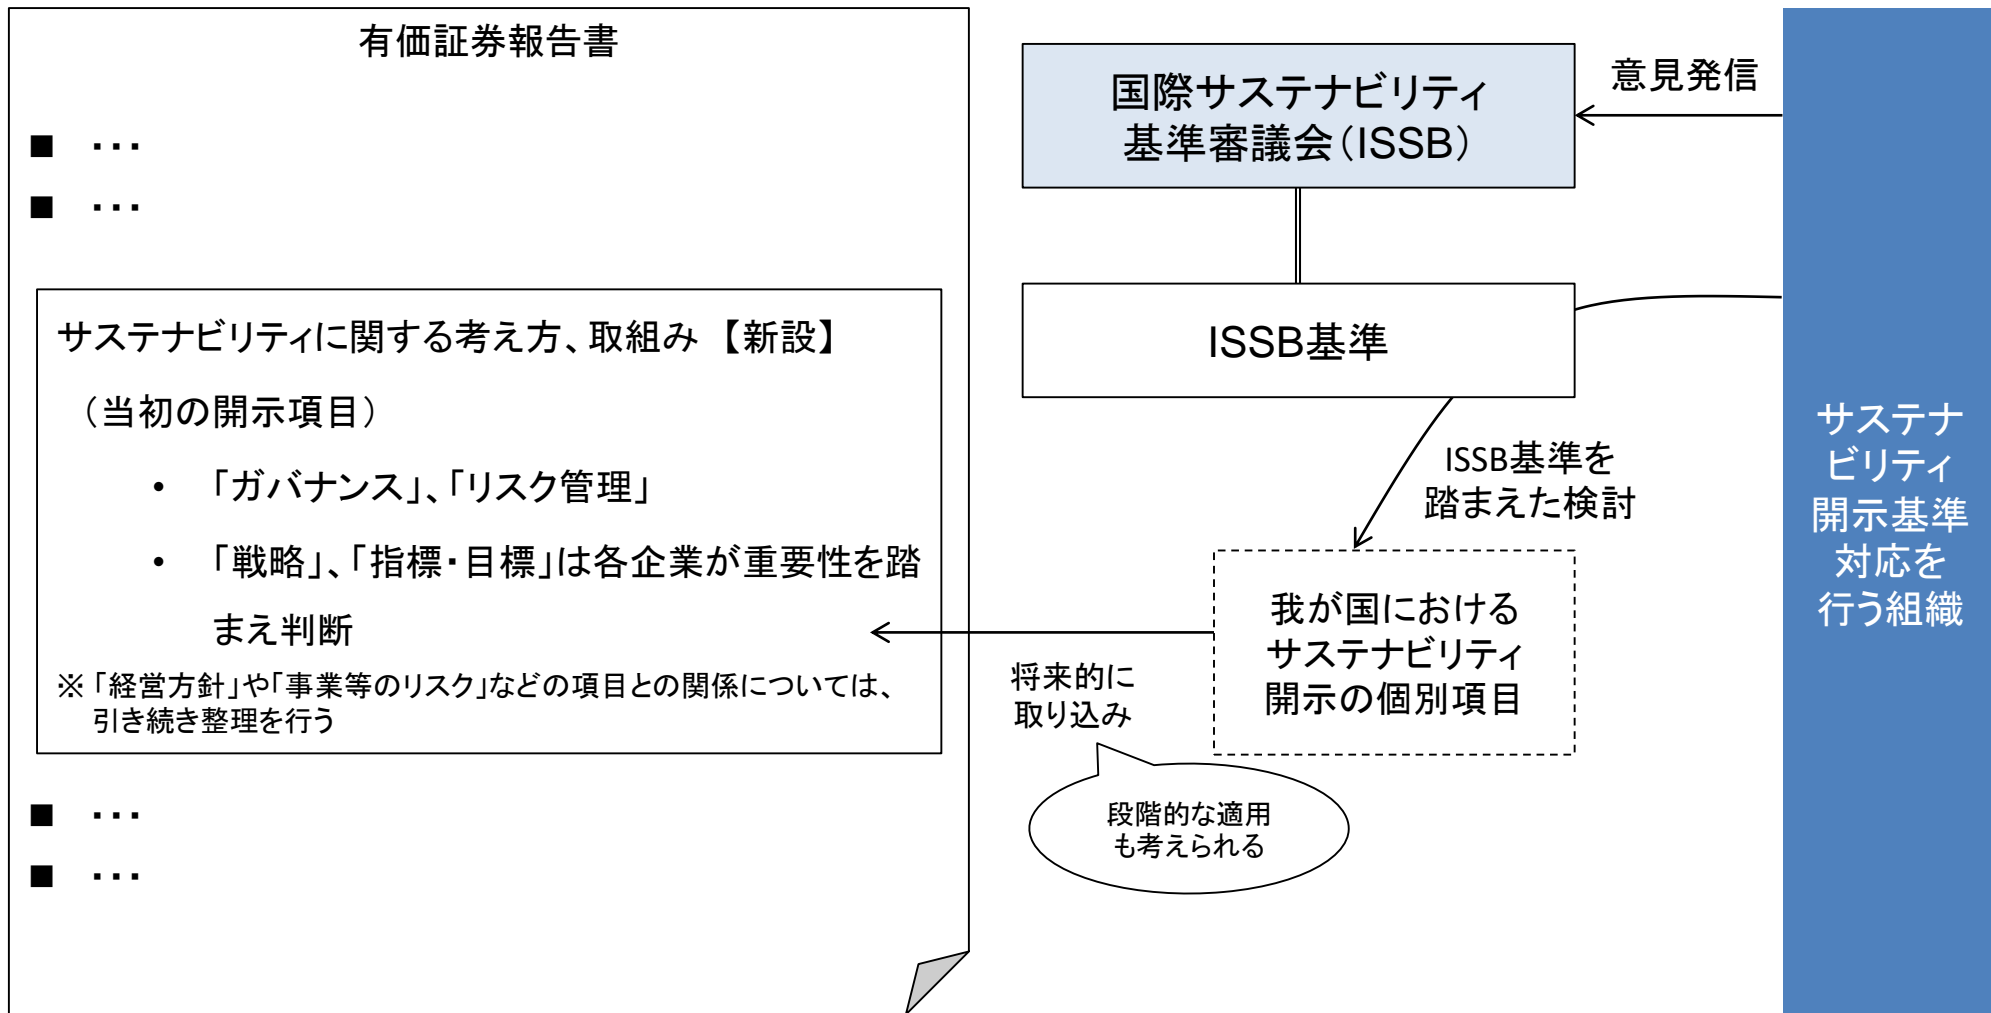 有価証券報告書
■ ･･･
■ ･･･
サステナビリティに関する考え方、取組み 【新設】
（当初の開示項目）
• 「ガバナンス」、「リスク管理」
• 「戦略」、「指標・目標」は各企業が重要性を踏
まえ判断
※ 「経営方針」や「事業等のリスク」などの項目との関係については、
引き続き整理を行う
■ ･･･
■ ･･･
国際サステナビリティ
基準審議会（ISSB）
意見発信
ISSB基準
ISSB基準を
踏まえた検討
我が国における
サステナビリティ
開示の個別項目
将来的に
取り込み
段階的な適用
も考えられる
サステナ
ビリティ
開示基準
対応を
行う組織